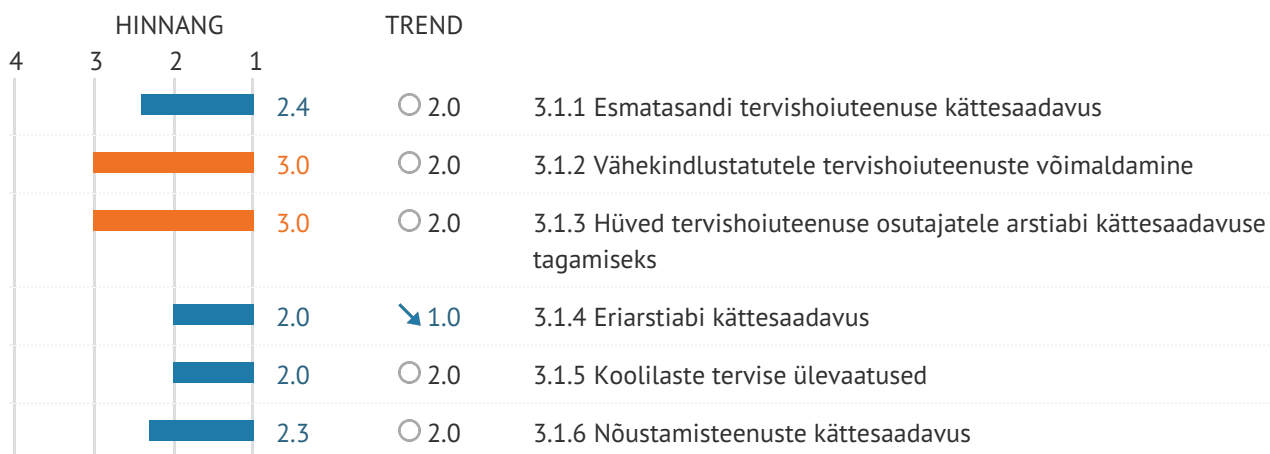 HINNANG TREND
4 3 2 1
2.4 2.0 3.1.1 Esmatasandi tervishoiuteenuse kättesaadavus
3.0 2.0 3.1.2 Vähekindlustatutele tervishoiuteenuste võimaldamine
3.0 2.0 3.1.3 Hüved tervishoiuteenuse osutajatele arstiabi kättesaadavuse
tagamiseks
2.0 1.0 3.1.4 Eriarstiabi kättesaadavus
2.0 2.0 3.1.5 Koolilaste tervise ülevaatused
2.3 2.0 3.1.6 Nõustamisteenuste kättesaadavus